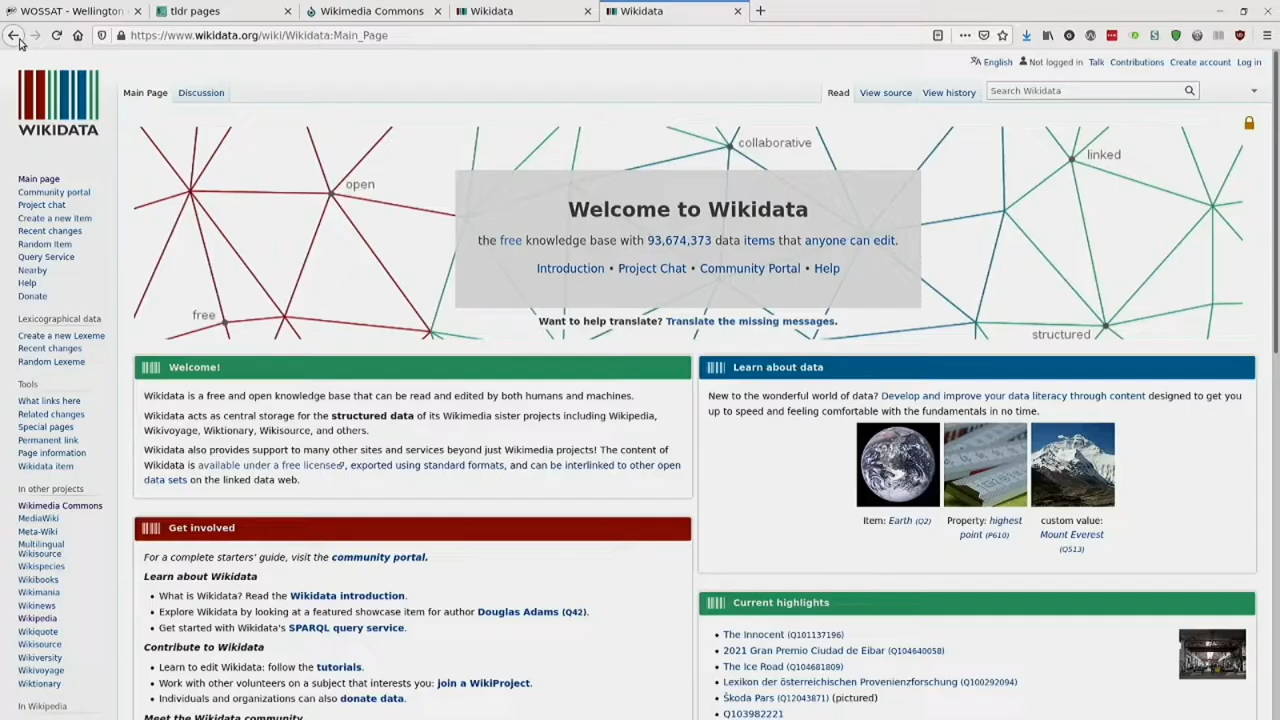 WOSSAT - Wellington
tldr pages
Wikimedia Commons
Wikidata
Wikidata
https://www.wikidata.org/wiki/Wikidata:Main_Page
English Not logged in Talk Contributions Create account Log in
WIKIDATA
Main Page Discussion Read View source View history Search Wikidata
Main page
Community portal
Project chat
Create a new Item
Recent changes
Random Item
Query Service
Nearby
Help
Donate
Lexicographical data
Create a new Lexeme
Recent changes
Random Lexeme
Tools
What links here
Related changes
Special pages
Permanent link
Page information
Wikidata item
In other projects
Wikimedia Commons
MediaWiki
Meta-Wiki
Multilingual
Wikisource
Wikispecies
Wikibooks
Wikimania
Wikinews
Wikipedia
Wikiquote
Wikisource
Wikiversity
Wikivoyage
Wiktionary
In Wikipedia
open
collaborative
linked
free
structured
Welcome to Wikidata
the free knowledge base with 93,674,373 data items that anyone can edit.
Introduction • Project Chat • Community Portal • Help
Want to help translate? Translate the missing messages.
Welcome!
Wikidata is a free and open knowledge base that can be read and edited by both humans and machines.
Wikidata acts as central storage for the structured data of its Wikimedia sister projects including Wikipedia,
Wikivoyage, Wiktionary, Wikisource, and others.
Wikidata also provides support to many other sites and services beyond just Wikimedia projects! The content of
Wikidata is available under a free license, exported using standard formats, and can be interlinked to other open
data sets on the linked data web.
Get involved
For a complete starters' guide, visit the community portal.
Learn about Wikidata
• What is Wikidata? Read the Wikidata introduction.
• Explore Wikidata by looking at a featured showcase item for author Douglas Adams (Q42).
• Get started with Wikidata's SPARQL query service.
Contribute to Wikidata
• Learn to edit Wikidata: follow the tutorials.
• Work with other volunteers on a subject that interests you: join a WikiProject.
• Individuals and organizations can also donate data.
Meet the Wikidata community
Learn about data
New to the wonderful world of data? Develop and improve your data literacy through content designed to get you
up to speed and feeling comfortable with the fundamentals in no time.
Item: Earth (Q2)
Property: highest
point (P610)
custom value:
Mount Everest
(Q513)
Current highlights
• The Innocent (Q101137196)
• 2021 Gran Premio Ciudad de Eibar (Q104640058)
• The Ice Road (Q104681809)
• Lexikon der österreichischen Provenienzforschung (Q100292094)
• Škoda Pars (Q12043871) (pictured)
• Q103982221